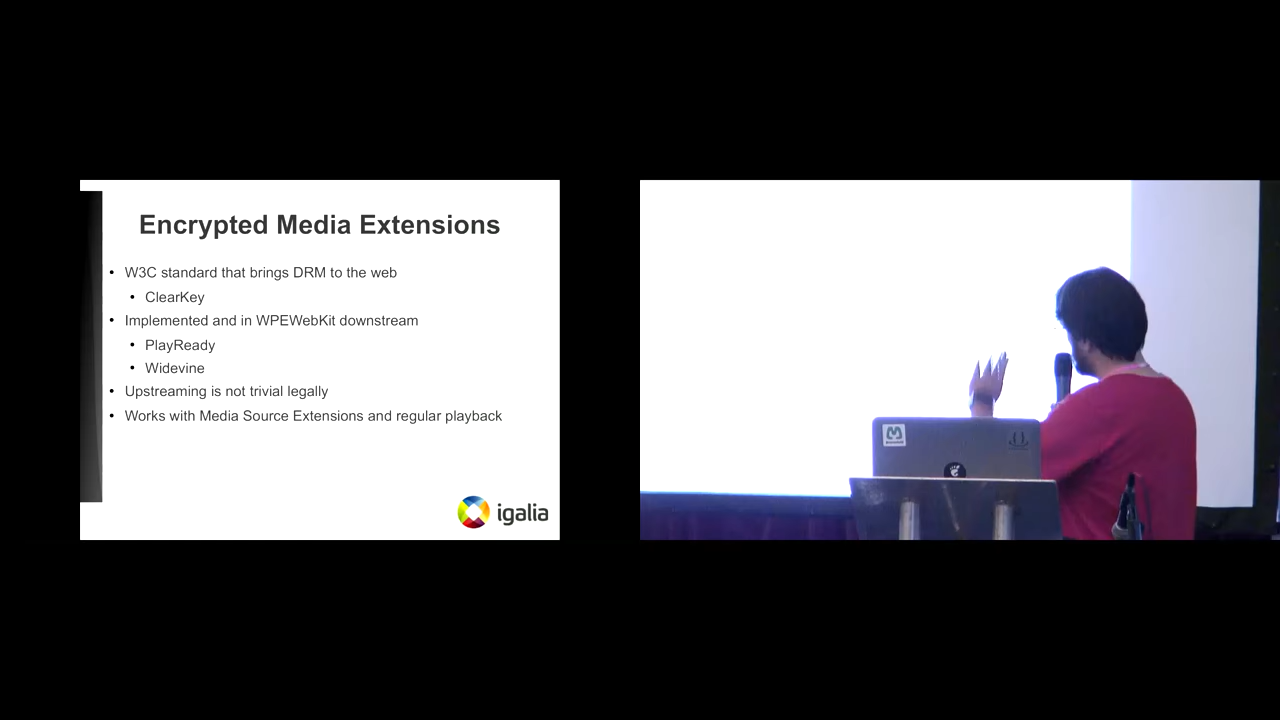 Encrypted Media Extensions
• W3C standard that brings DRM to the web
• ClearKey
• Implemented and in WPEWebKit downstream
• PlayReady
• Widevine
• Upstreaming is not trivial legally
• Works with Media Source Extensions and regular playback
igalia